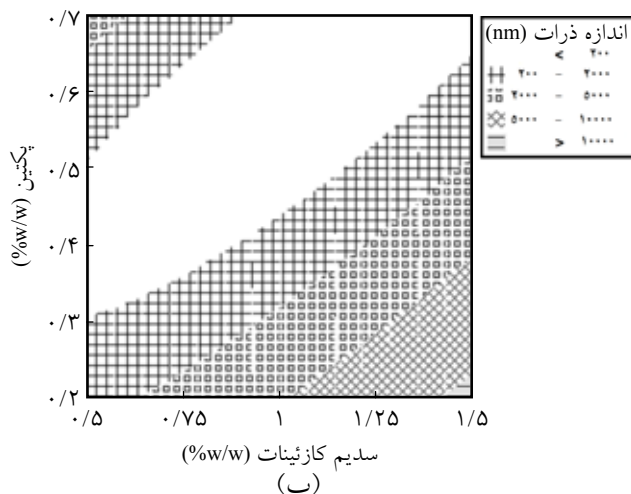 اندازه ذرات (nm)
< ۲۰۰
۲۰۰ - ۲۰۰۰
۲۰۰۰ - ۵۰۰۰
۵۰۰۰ - ۱۰۰۰۰
> ۱۰۰۰۰
۰/۷
۰/۶
۰/۵
۰/۴
۰/۳
۰/۲
پکتین (%w/w)
۰/۵ ۰/۷۵ ۱ ۱/۲۵ ۱/۵
سدیم کازئینات (%w/w)
(ب)